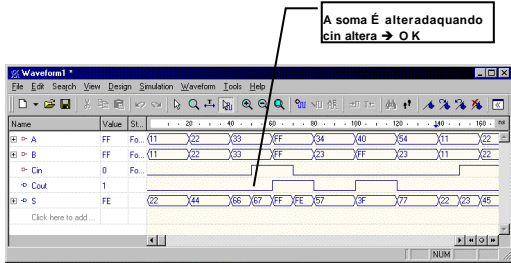 A soma É alteradaquando
cin altera ➔ O K
Waveform1 *
File Edit Search View Design Simulation Waveform Tools Help
Name Value St... 20 40 60 80 100 120 140 160 ns
A FF Fo... 11 22 33 FF 34 40 54 11 22
B FF Fo... 11 22 33 FF 23 FF 23 11 22
Cin 0 Fo...
Cout 1
S FE 22 44 66 67 FF FE 57 3F 77 22 23 45
Click here to add ...
NUM